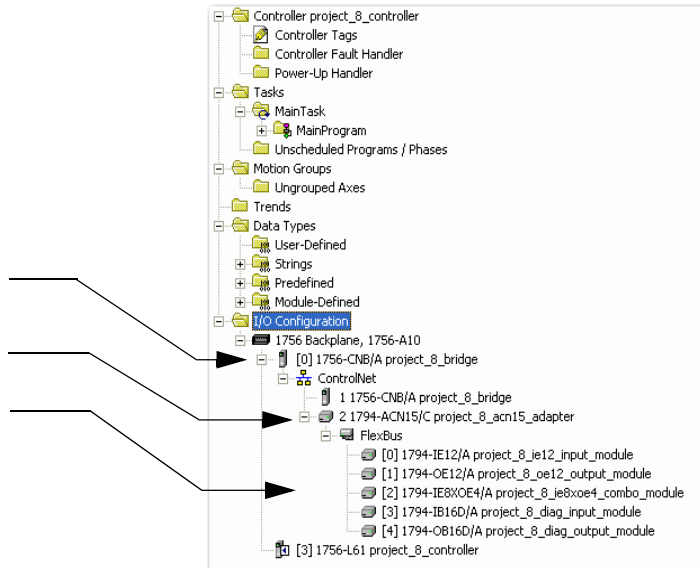 Controller project_8_controller
Controller Tags
Controller Fault Handler
Power-Up Handler
Tasks
MainTask
MainProgram
Unscheduled Programs / Phases
Motion Groups
Ungrouped Axes
Trends
Data Types
User-Defined
Strings
Predefined
Module-Defined
I/O Configuration
1756 Backplane, 1756-A10
[0] 1756-CNB/A project_8_bridge
ControlNet
1 1756-CNB/A project_8_bridge
2 1794-ACN15/C project_8_acn15_adapter
FlexBus
[0] 1794-IE12/A project_8_ie12_input_module
[1] 1794-OE12/A project_8_oe12_output_module
[2] 1794-IE8XOE4/A project_8_ie8xoe4_combo_module
[3] 1794-IB16D/A project_8_diag_input_module
[4] 1794-OB16D/A project_8_diag_output_module
[3] 1756-L61 project_8_controller